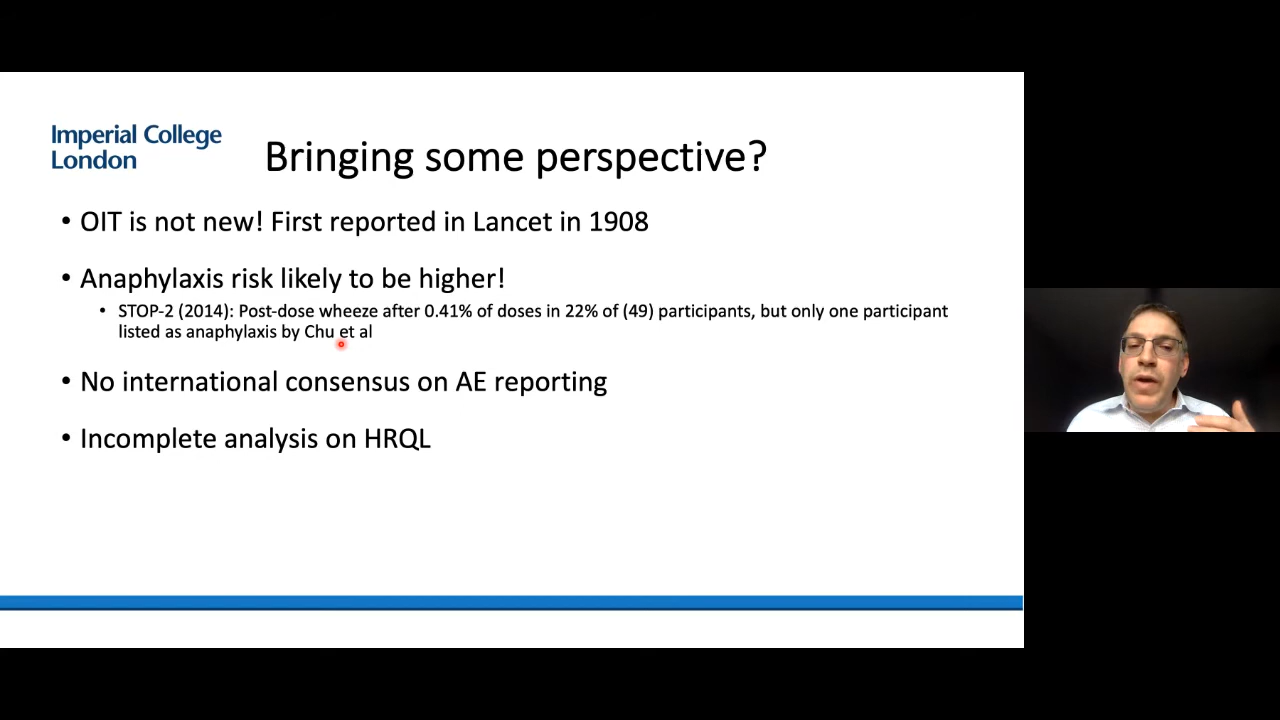 Imperial College
London
Bringing some perspective?
• OIT is not new! First reported in Lancet in 1908
• Anaphylaxis risk likely to be higher!
• STOP-2 (2014): Post-dose wheeze after 0.41% of doses in 22% of (49) participants, but only one participant
listed as anaphylaxis by Chu et al
• No international consensus on AE reporting
• Incomplete analysis on HRQL